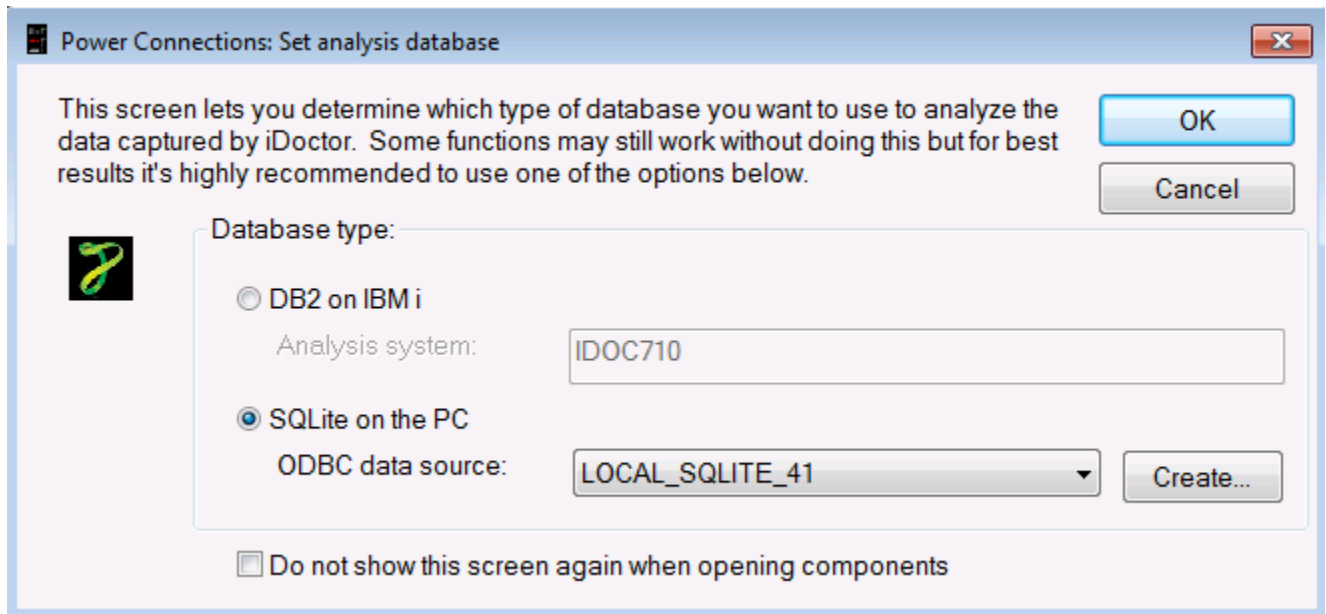 Power Connections: Set analysis database
This screen lets you determine which type of database you want to use to analyze the
data captured by iDoctor.  Some functions may still work without doing this but for best
results it's highly recommended to use one of the options below.
OK
Cancel
Database type:
DB2 on IBM i
Analysis system:
IDOC710
SQLite on the PC
ODBC data source:
LOCAL_SQLITE_41
Create...
Do not show this screen again when opening components